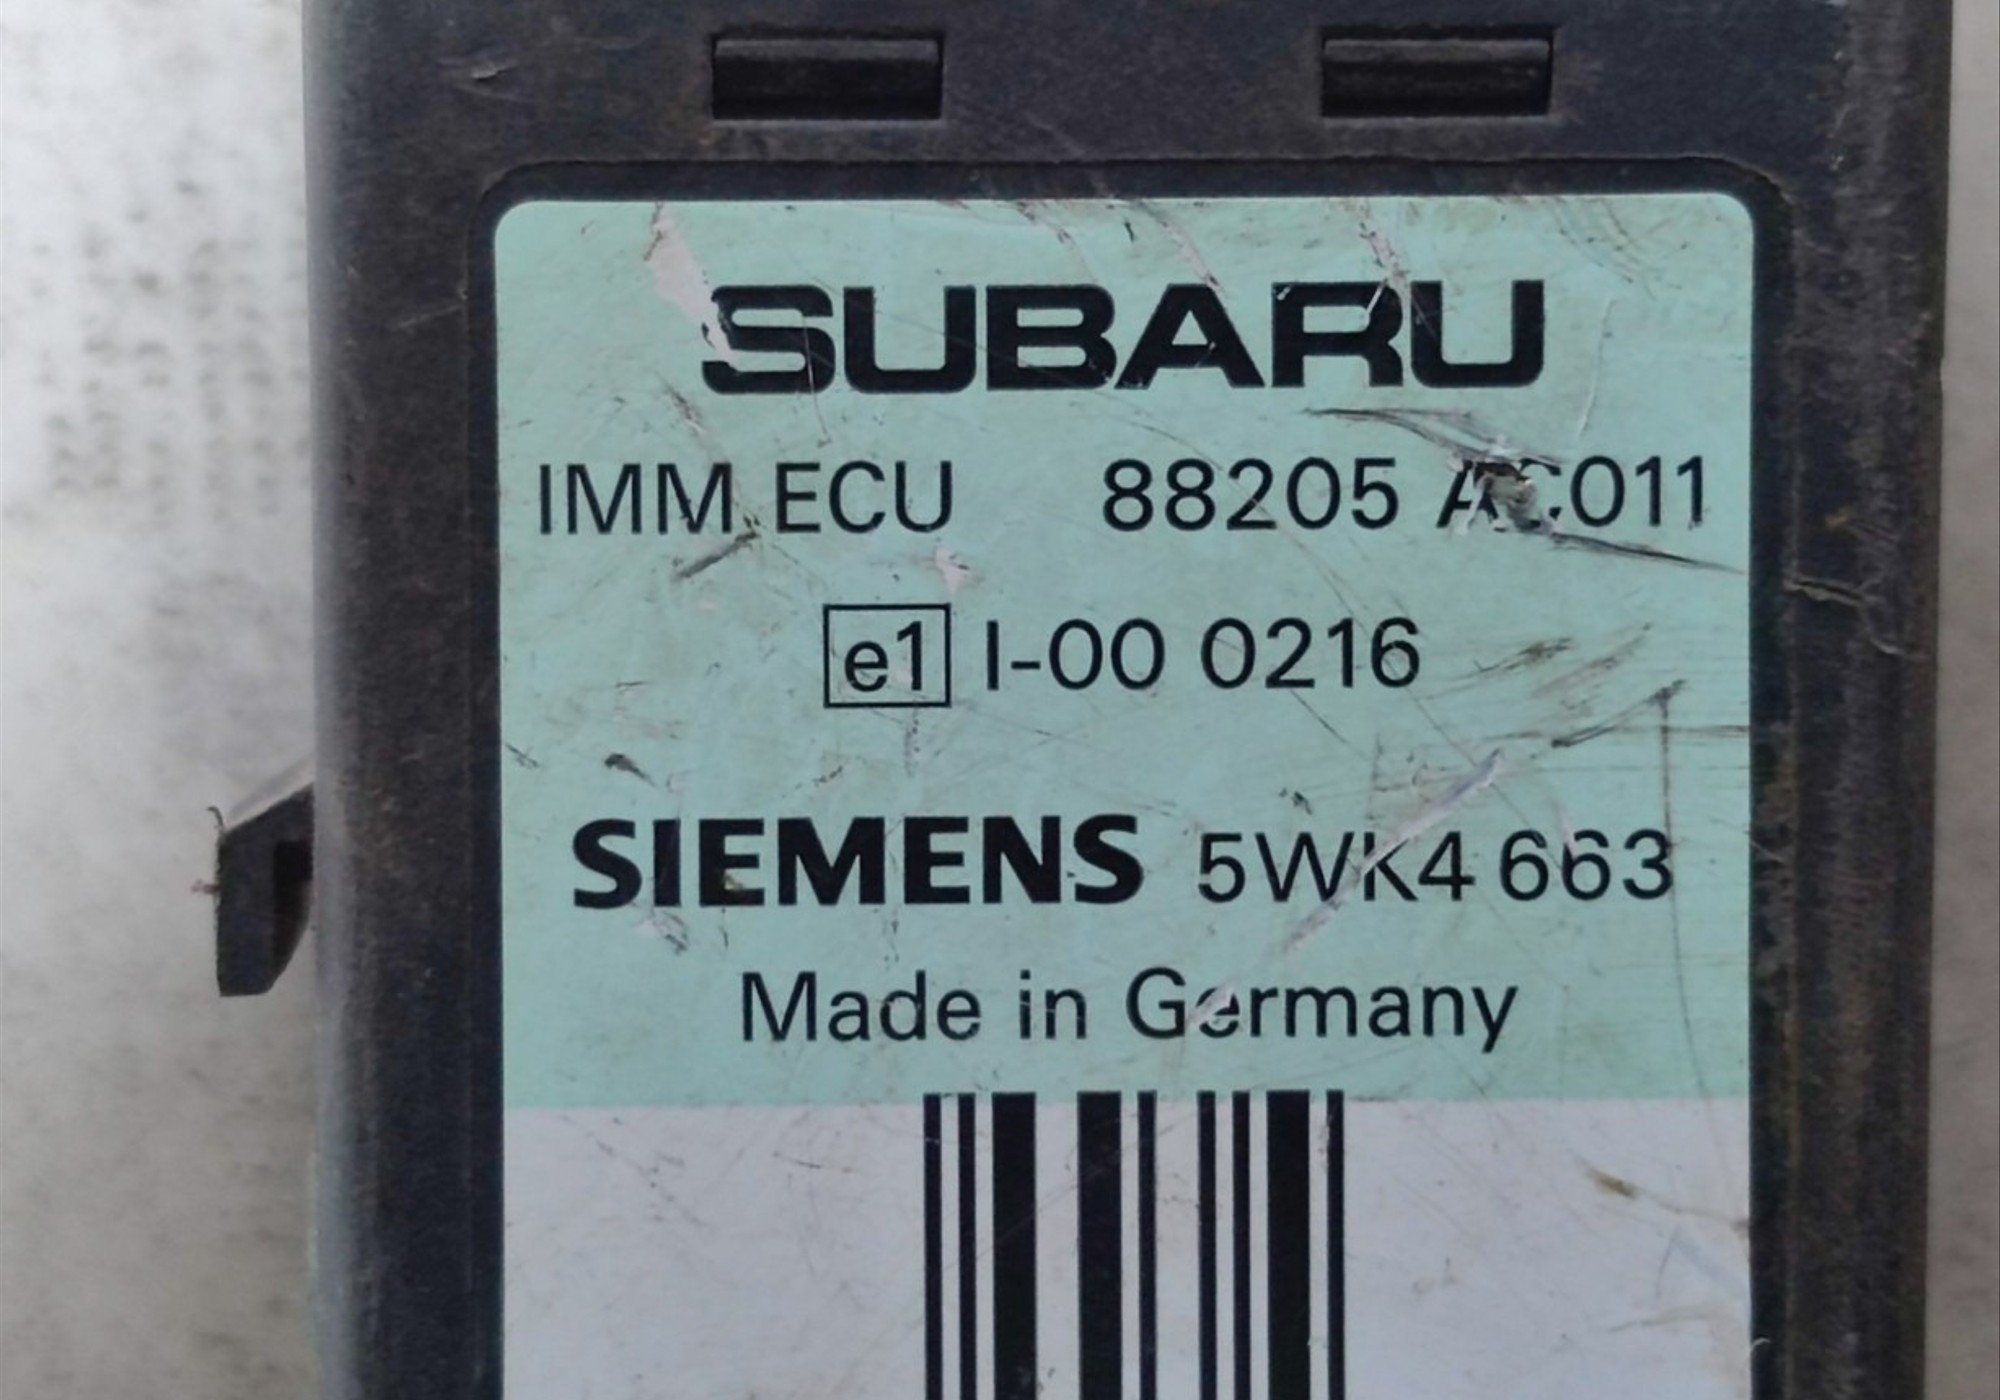 SUBARU
IMM ECU 88205 AC011
e1 I-00 0216
SIEMENS 5WK4 663
Made in Germany